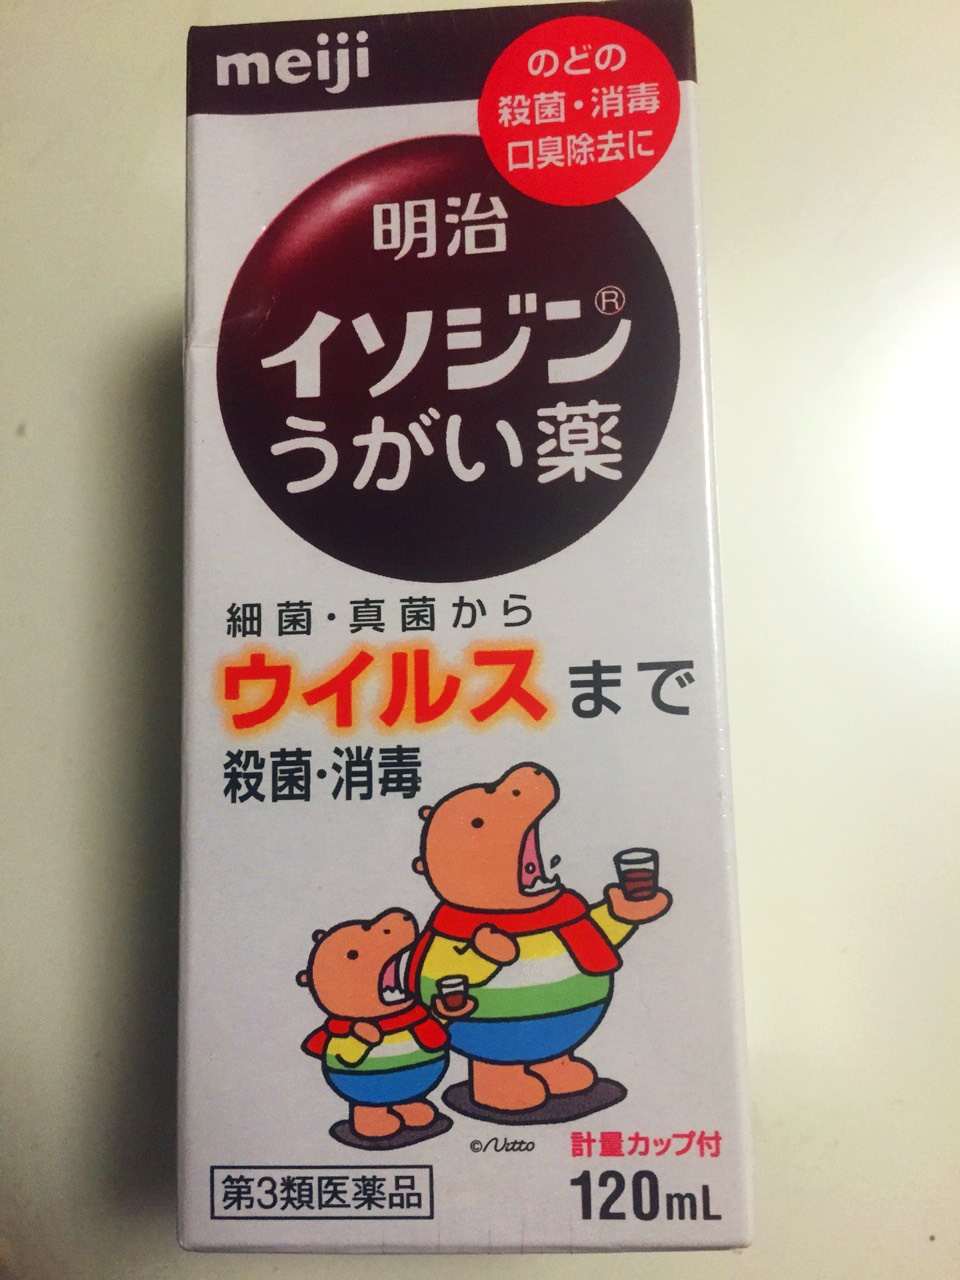 meiji
のどの
殺菌・消毒
口臭除去に
明治
イソジン®
うがい薬
細菌・真菌から
ウイルスまで
殺菌・消毒
©Nitto
計量カップ付
第3類医薬品
120mL